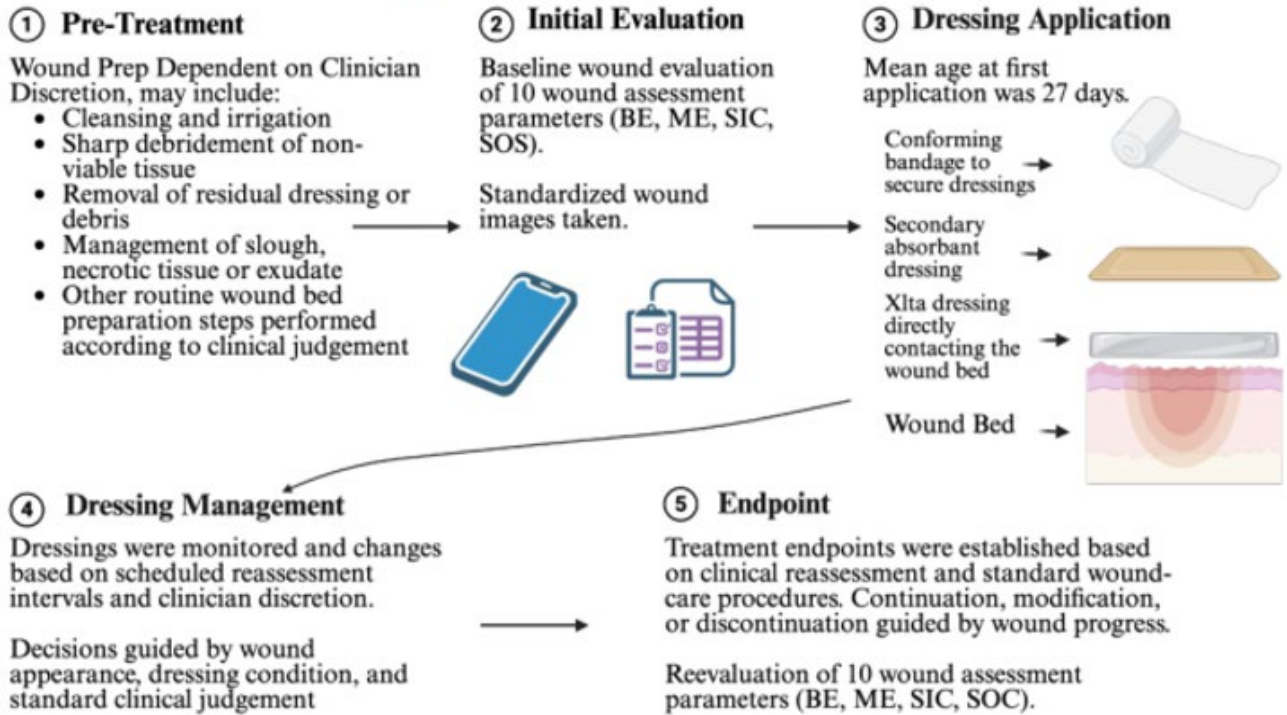 ① Pre-Treatment
Wound Prep Dependent on Clinician
Discretion, may include:
• Cleansing and irrigation
• Sharp debridement of non-
viable tissue
• Removal of residual dressing or
debris
• Management of slough,
necrotic tissue or exudate
• Other routine wound bed
preparation steps performed
according to clinical judgement
② Initial Evaluation
Baseline wound evaluation
of 10 wound assessment
parameters (BE, ME, SIC,
SOS).
Standardized wound
images taken.
③ Dressing Application
Mean age at first
application was 27 days.
Conforming
bandage to
secure dressings
Secondary
absorbant
dressing
Xlta dressing
directly
contacting the
wound bed
Wound Bed
④ Dressing Management
Dressings were monitored and changes
based on scheduled reassessment
intervals and clinician discretion.
Decisions guided by wound
appearance, dressing condition, and
standard clinical judgement
⑤ Endpoint
Treatment endpoints were established based
on clinical reassessment and standard wound-
care procedures. Continuation, modification,
or discontinuation guided by wound progress.
Reevaluation of 10 wound assessment
parameters (BE, ME, SIC, SOC).